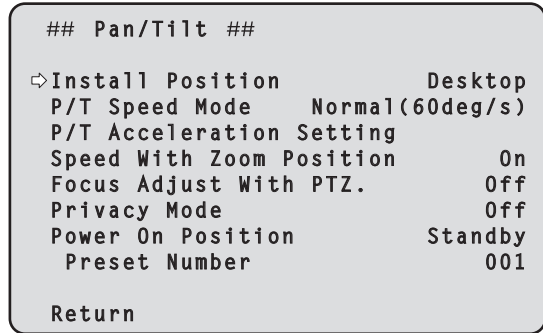 ## Pan/Tilt ##
⇨Install Position Desktop
P/T Speed Mode Normal(60deg/s)
P/T Acceleration Setting
Speed With Zoom Position On
Focus Adjust With PTZ. Off
Privacy Mode Off
Power On Position Standby
Preset Number 001
Return